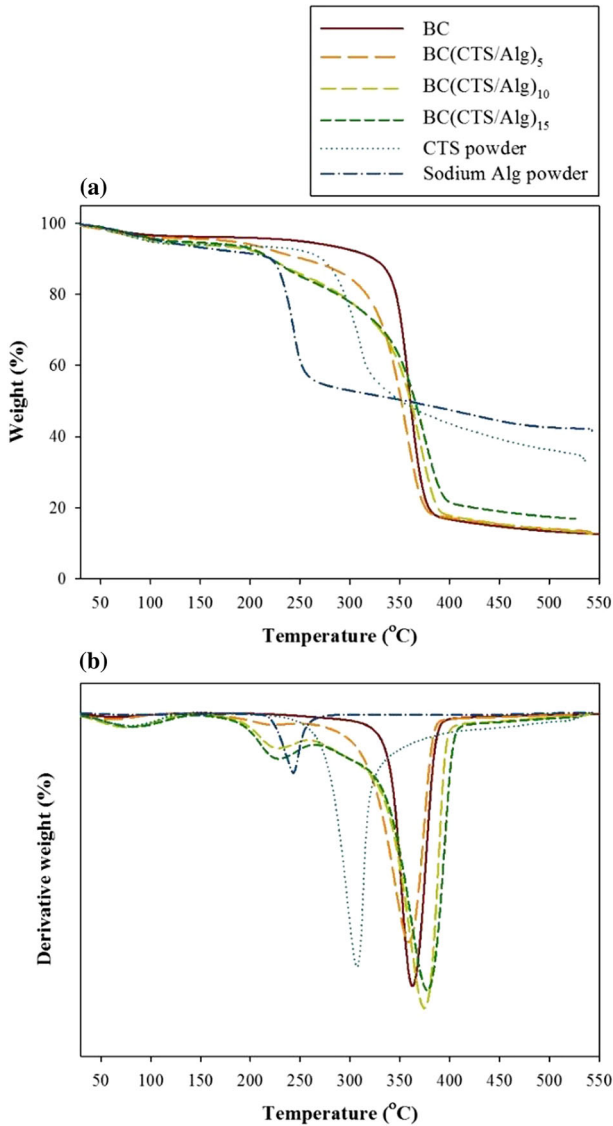 BC
BC(CTS/Alg)₅
BC(CTS/Alg)₁₀
BC(CTS/Alg)₁₅
CTS powder
Sodium Alg powder
(a)
100
80
60
40
20
0
Weight (%)
50 100 150 200 250 300 350 400 450 500 550
Temperature (°C)
(b)
Derivative weight (%)
50 100 150 200 250 300 350 400 450 500 550
Temperature (°C)